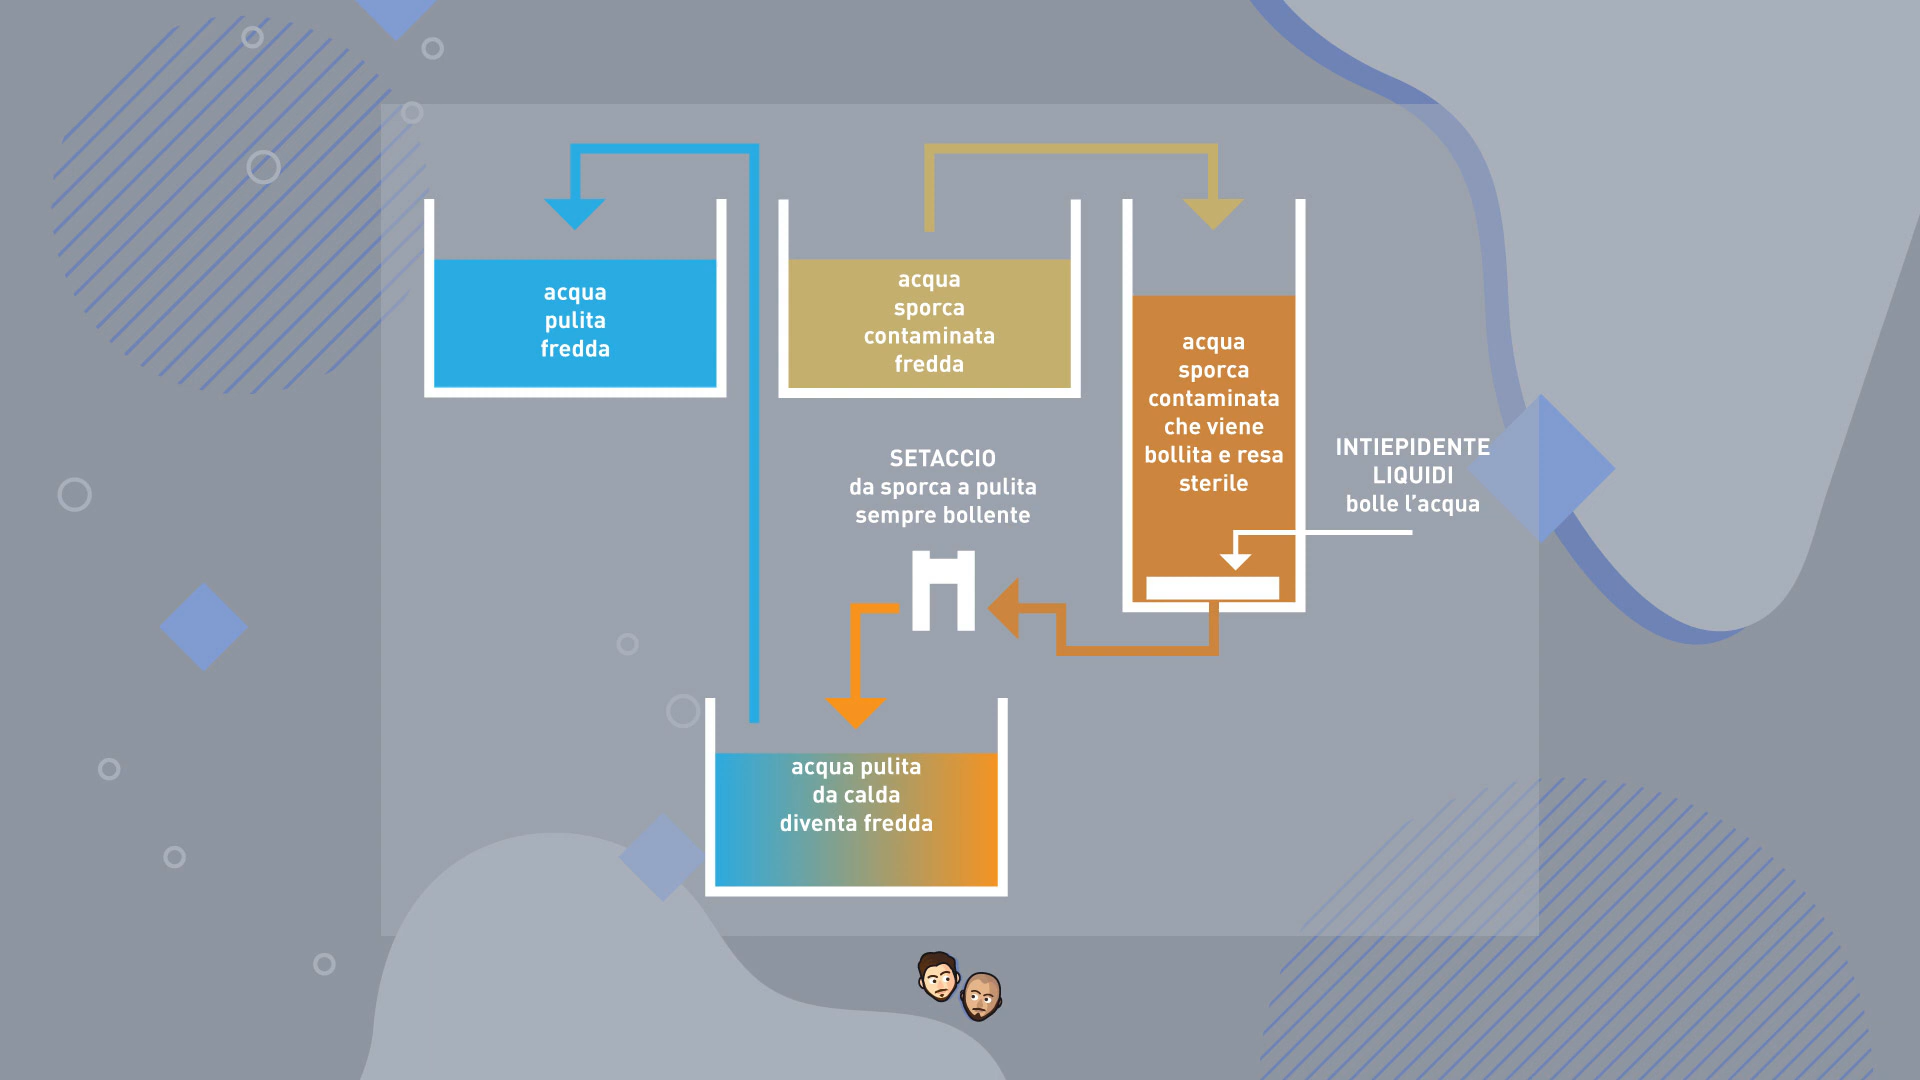 acqua
pulita
fredda
acqua
sporca
contaminata
fredda
acqua
sporca
contaminata
che viene
bollita e resa
sterile
INTIEPIDENTE
LIQUIDI
bolle l’acqua
SETACCIO
da sporca a pulita
sempre bollente
acqua pulita
da calda
diventa fredda